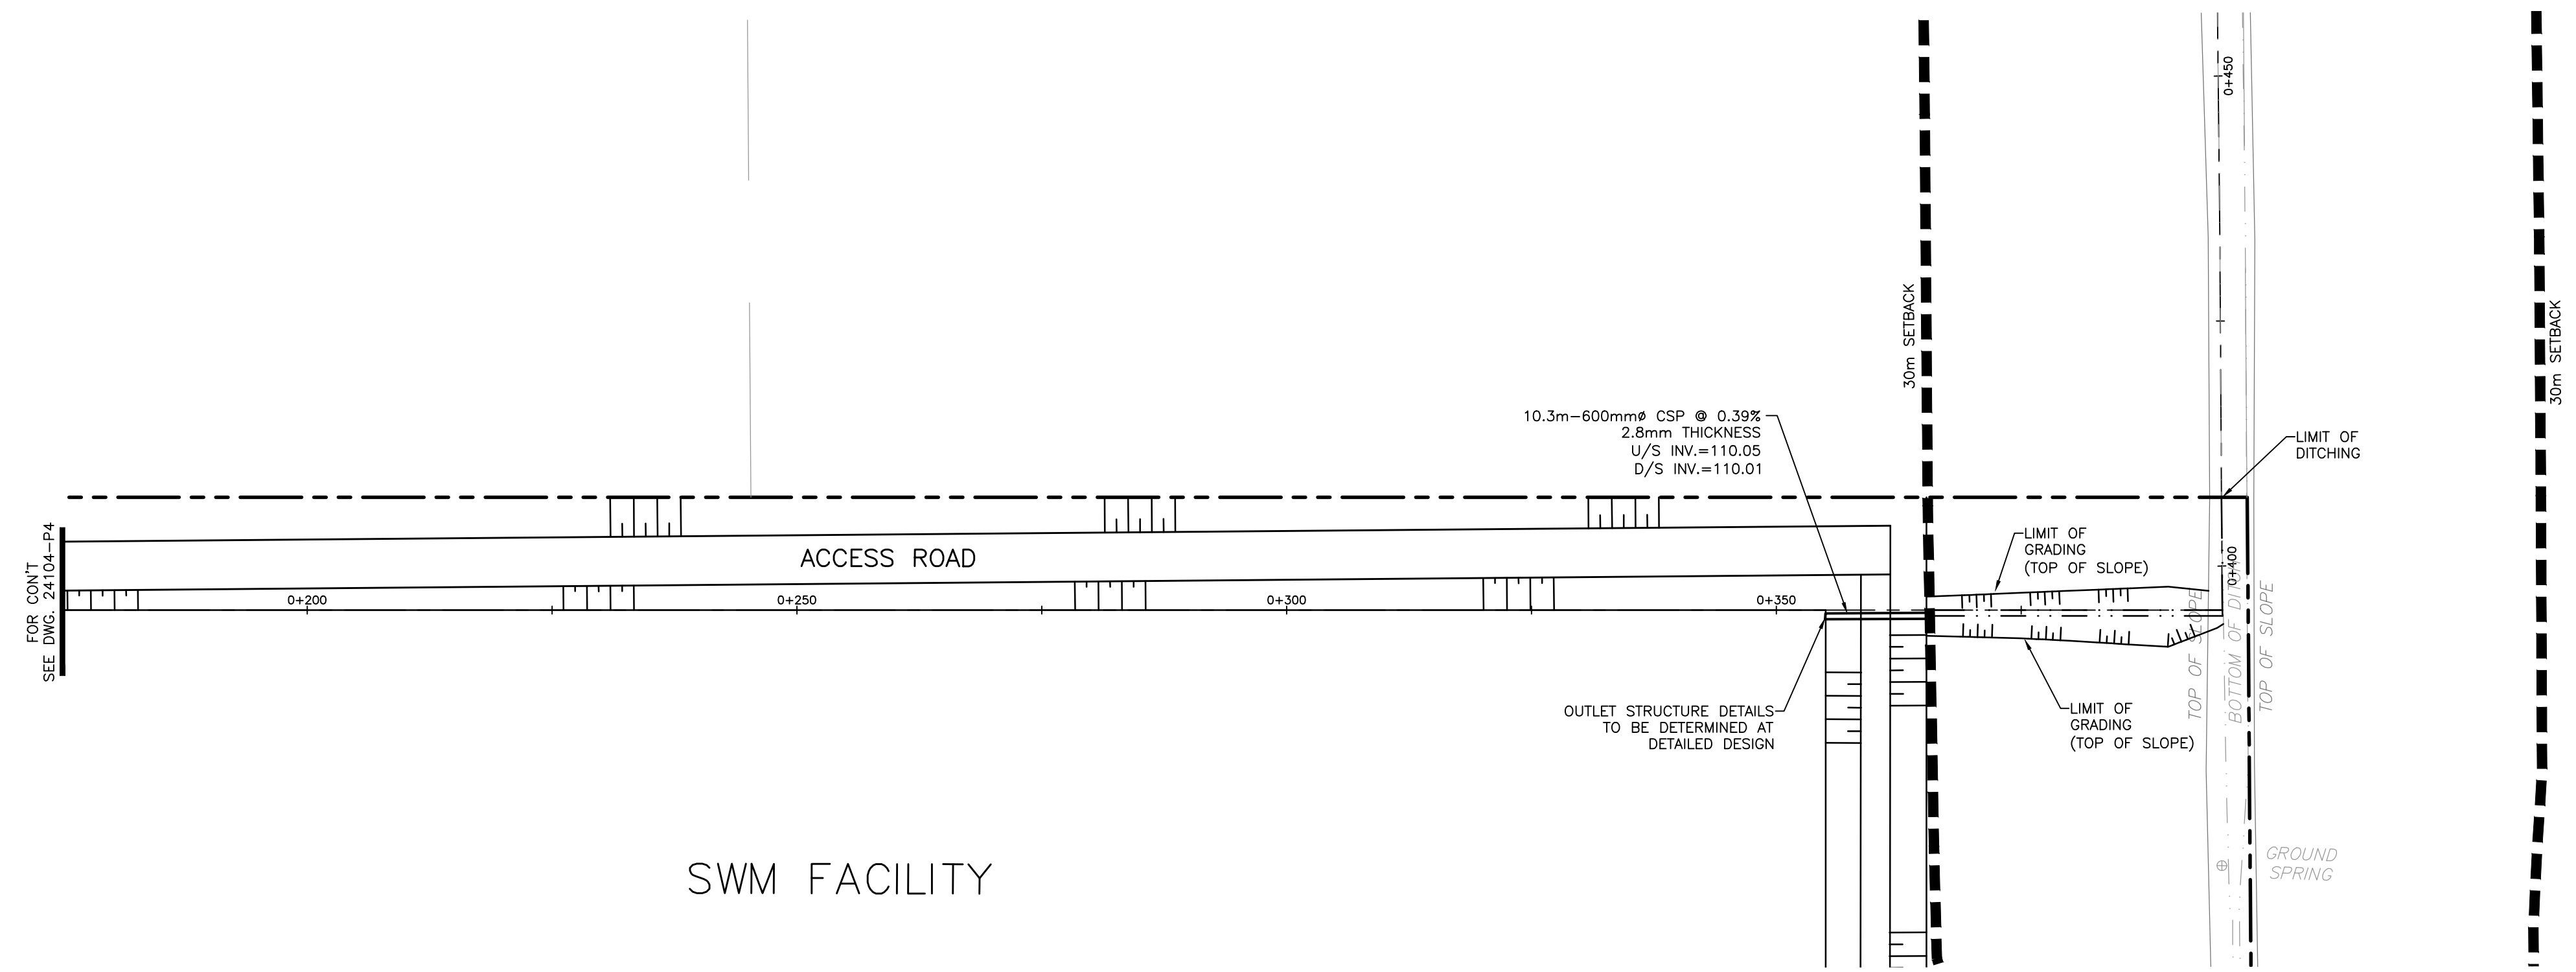 0+450
30m SETBACK
30m SETBACK
10.3m-600mmø CSP @ 0.39%
2.8mm THICKNESS
U/S INV.=110.05
D/S INV.=110.01
LIMIT OF
DITCHING
FOR CON'T
SEE DWG. 24104-P4
ACCESS ROAD
LIMIT OF
GRADING
(TOP OF SLOPE)
0+400
0+200
0+250
0+300
0+350
TOP OF SLOPE
BOTTOM OF DITCH
TOP OF SLOPE
OUTLET STRUCTURE DETAILS
TO BE DETERMINED AT
DETAILED DESIGN
LIMIT OF
GRADING
(TOP OF SLOPE)
SWM FACILITY
GROUND
SPRING